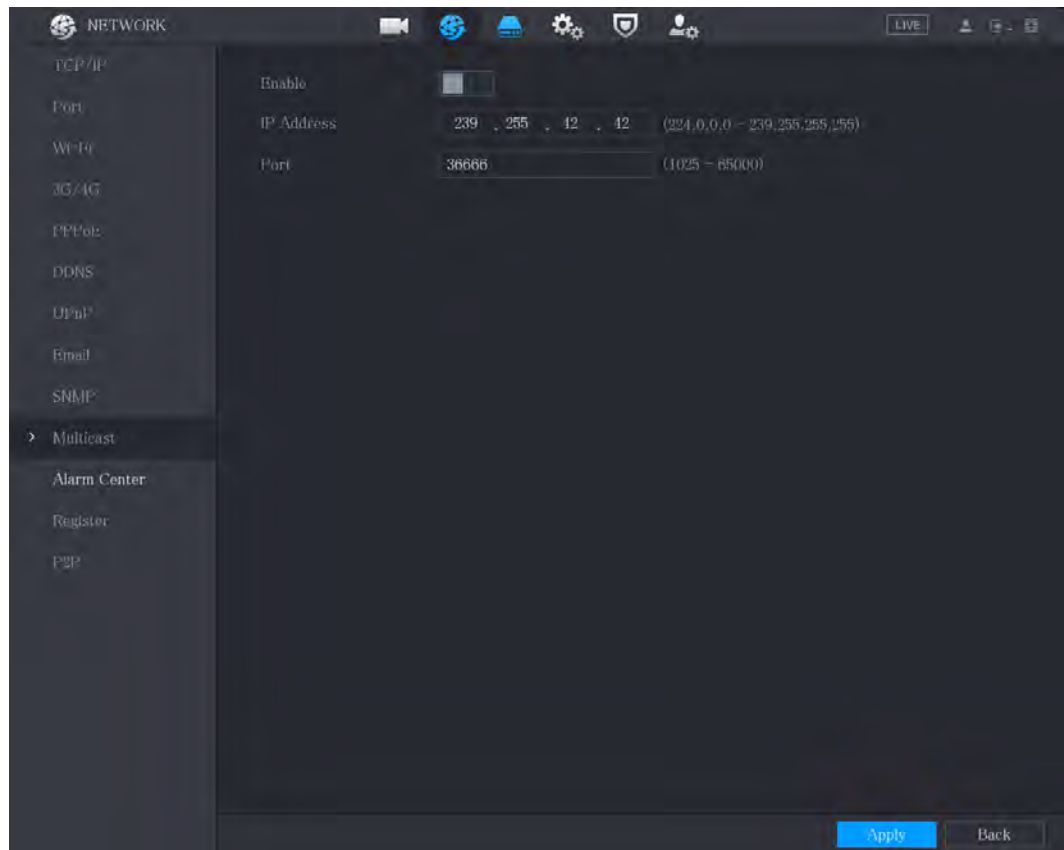 NETWORK
LIVE
TCP/IP
Port
Wi-Fi
3G/4G
PPPoE
DDNS
UPnP
Email
SNMP
Multicast
Alarm Center
Register
P2P
Enable
IP Address 239 . 255 . 42 . 42 (224.0.0.0 - 239.255.255.255)
Port 36666 (1025 - 65000)
Apply Back